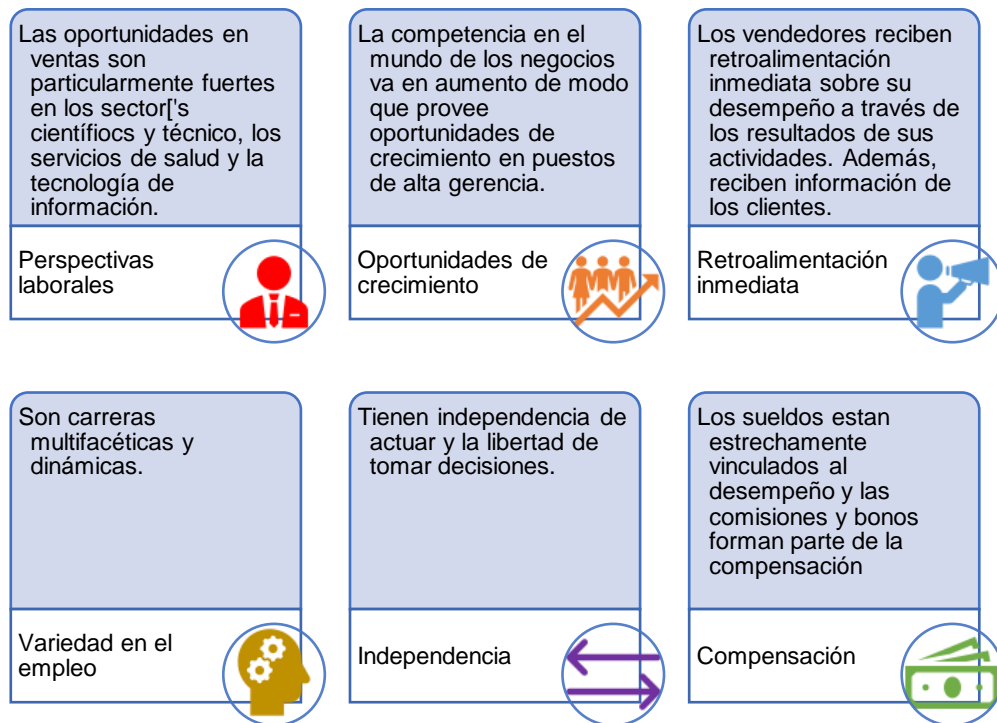 Las oportunidades en
ventas son
particularmente fuertes
en los sector['s
científiocs y técnico, los
servicios de salud y la
tecnología de
información.
Perspectivas
laborales
La competencia en el
mundo de los negocios
va en aumento de modo
que provee
oportunidades de
crecimiento en puestos
de alta gerencia.
Oportunidades de
crecimiento
Los vendedores reciben
retroalimentación
inmediata sobre su
desempeño a través de
los resultados de sus
actividades. Además,
reciben información de
los clientes.
Retroalimentación
inmediata
Son carreras
multifacéticas y
dinámicas.
Variedad en el
empleo
Tienen independencia de
actuar y la libertad de
tomar decisiones.
Independencia
Los sueldos estan
estrechamente
vinculados al
desempeño y las
comisiones y bonos
forman parte de la
compensación
Compensación